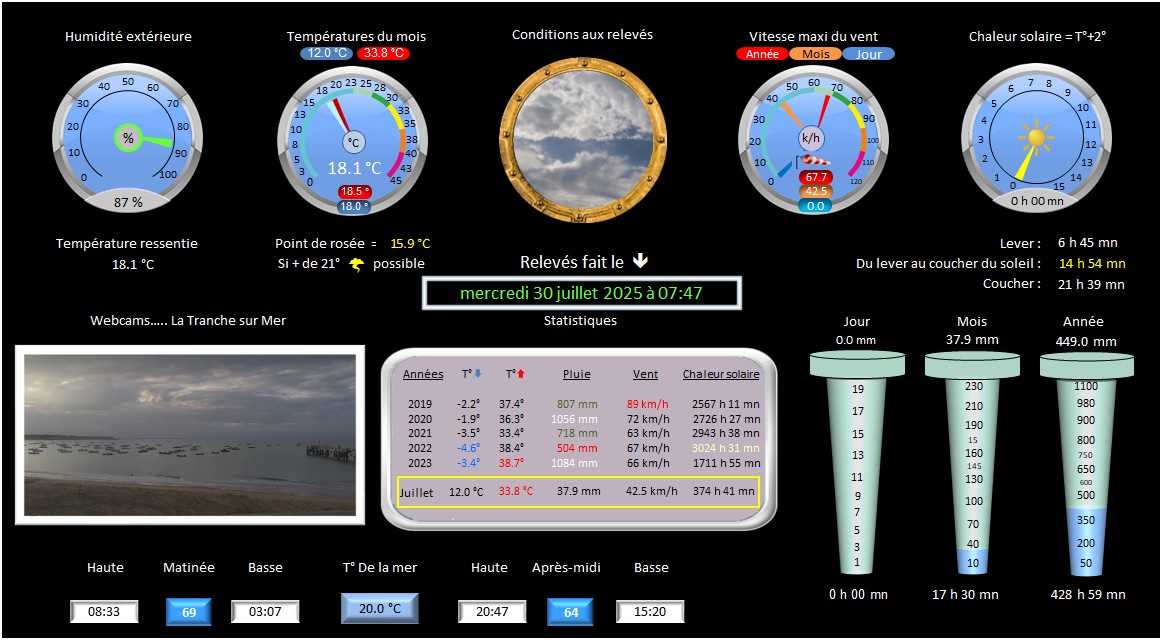 Humidité extérieure
Températures du mois
Conditions aux relevés
Vitesse maxi du vent
Chaleur solaire = T°+2°
12.0 °C 33.8 °C
Année Mois Jour
0 10 20 30 40 50 60 70 80 90 100
%
87 %
0 3 5 8 10 13 15 18 20 23 25 28 30 33 35 38 40 43 45
°C
18.1 °C
18.5 °
18.0 °
0 10 20 30 40 50 60 70 80 90 100 110 120
k/h
67.7
42.5
0.0
0 1 2 3 4 5 6 7 8 9 10 11 12 13 14 15
0 h 00 mn
Température ressentie
18.1 °C
Point de rosée = 15.9 °C
Si + de 21° possible
Relevés fait le
mercredi 30 juillet 2025 à 07:47
Lever : 6 h 45 mn
Du lever au coucher du soleil : 14 h 54 mn
Coucher : 21 h 39 mn
Webcams….. La Tranche sur Mer
Statistiques
Années T° T° Pluie Vent Chaleur solaire
2019 -2.2° 37.4° 807 mm 89 km/h 2567 h 11 mn
2020 -1.9° 36.3° 1056 mm 72 km/h 2726 h 27 mn
2021 -3.5° 33.4° 718 mm 63 km/h 2943 h 38 mn
2022 -4.6° 38.4° 504 mm 67 km/h 3024 h 31 mn
2023 -3.4° 38.7° 1084 mm 66 km/h 1711 h 55 mn
Juillet 12.0 °C 33.8 °C 37.9 mm 42.5 km/h 374 h 41 mn
Jour
0.0 mm
19
17
15
13
11
9
7
5
3
1
0 h 00 mn
Mois
37.9 mm
230
210
190
15
160
145
130
100
70
40
10
17 h 30 mn
Année
449.0 mm
1100
980
900
800
750
650
600
500
350
200
50
428 h 59 mn
Haute Matinée Basse T° De la mer Haute Après-midi Basse
08:33 69 03:07 20.0 °C 20:47 64 15:20